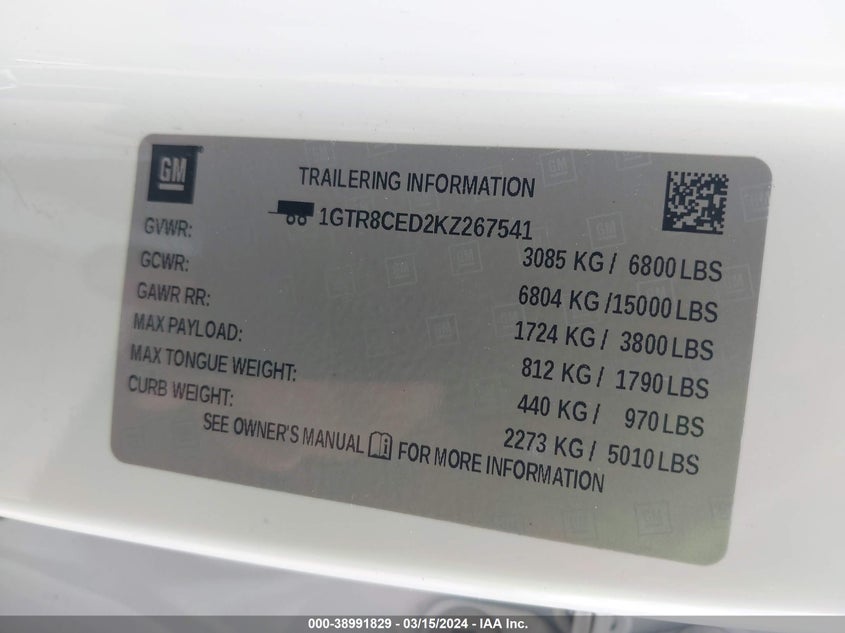 GM
TRAILERING INFORMATION
1GTR8CED2KZ267541
GVWR: 3085 KG / 6800 LBS
GCWR: 6804 KG /15000 LBS
GAWR RR: 1724 KG / 3800 LBS
MAX PAYLOAD: 812 KG / 1790 LBS
MAX TONGUE WEIGHT: 440 KG / 970 LBS
CURB WEIGHT: 2273 KG / 5010 LBS
SEE OWNER'S MANUAL FOR MORE INFORMATION
000-38991829 - 03/15/2024 - IAA Inc.